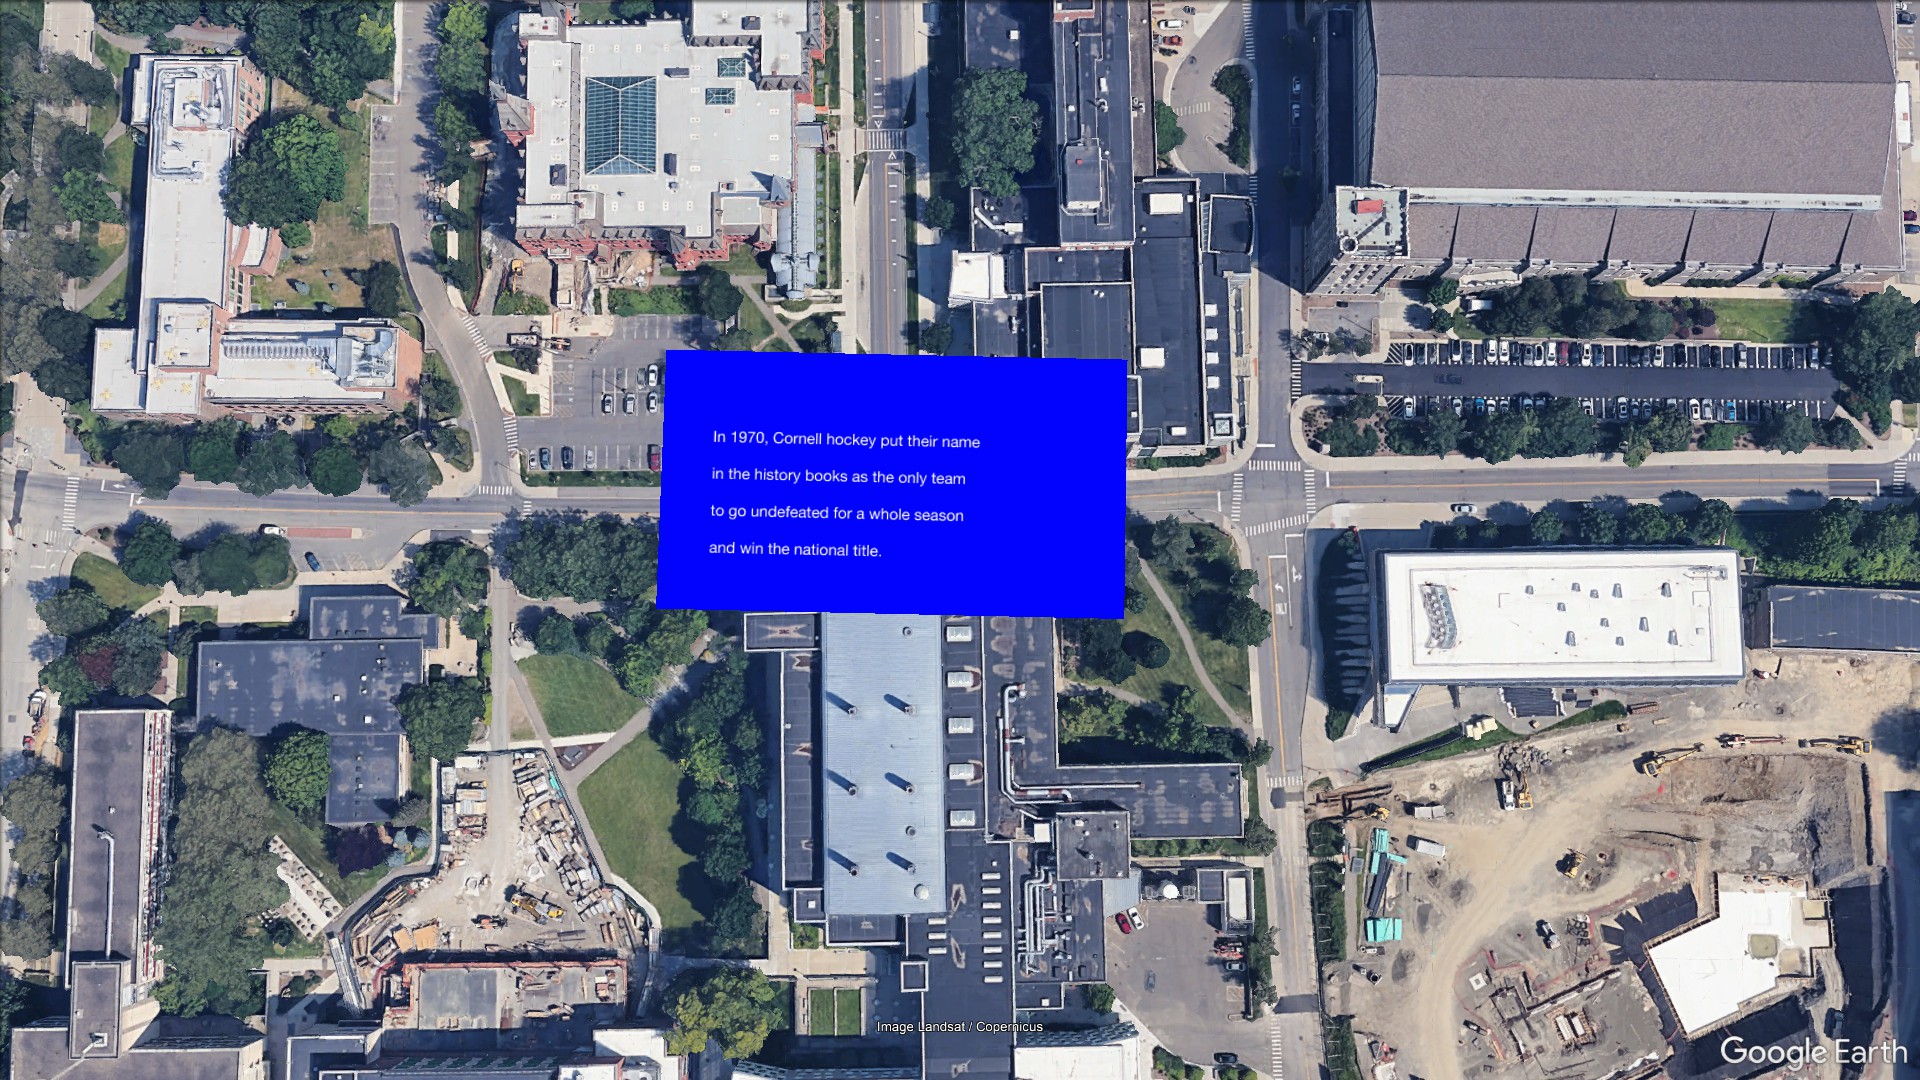 In 1970, Cornell hockey put their name
in the history books as the only team
to go undefeated for a whole season
and win the national title.
Image Landsat / Copernicus
Google Earth